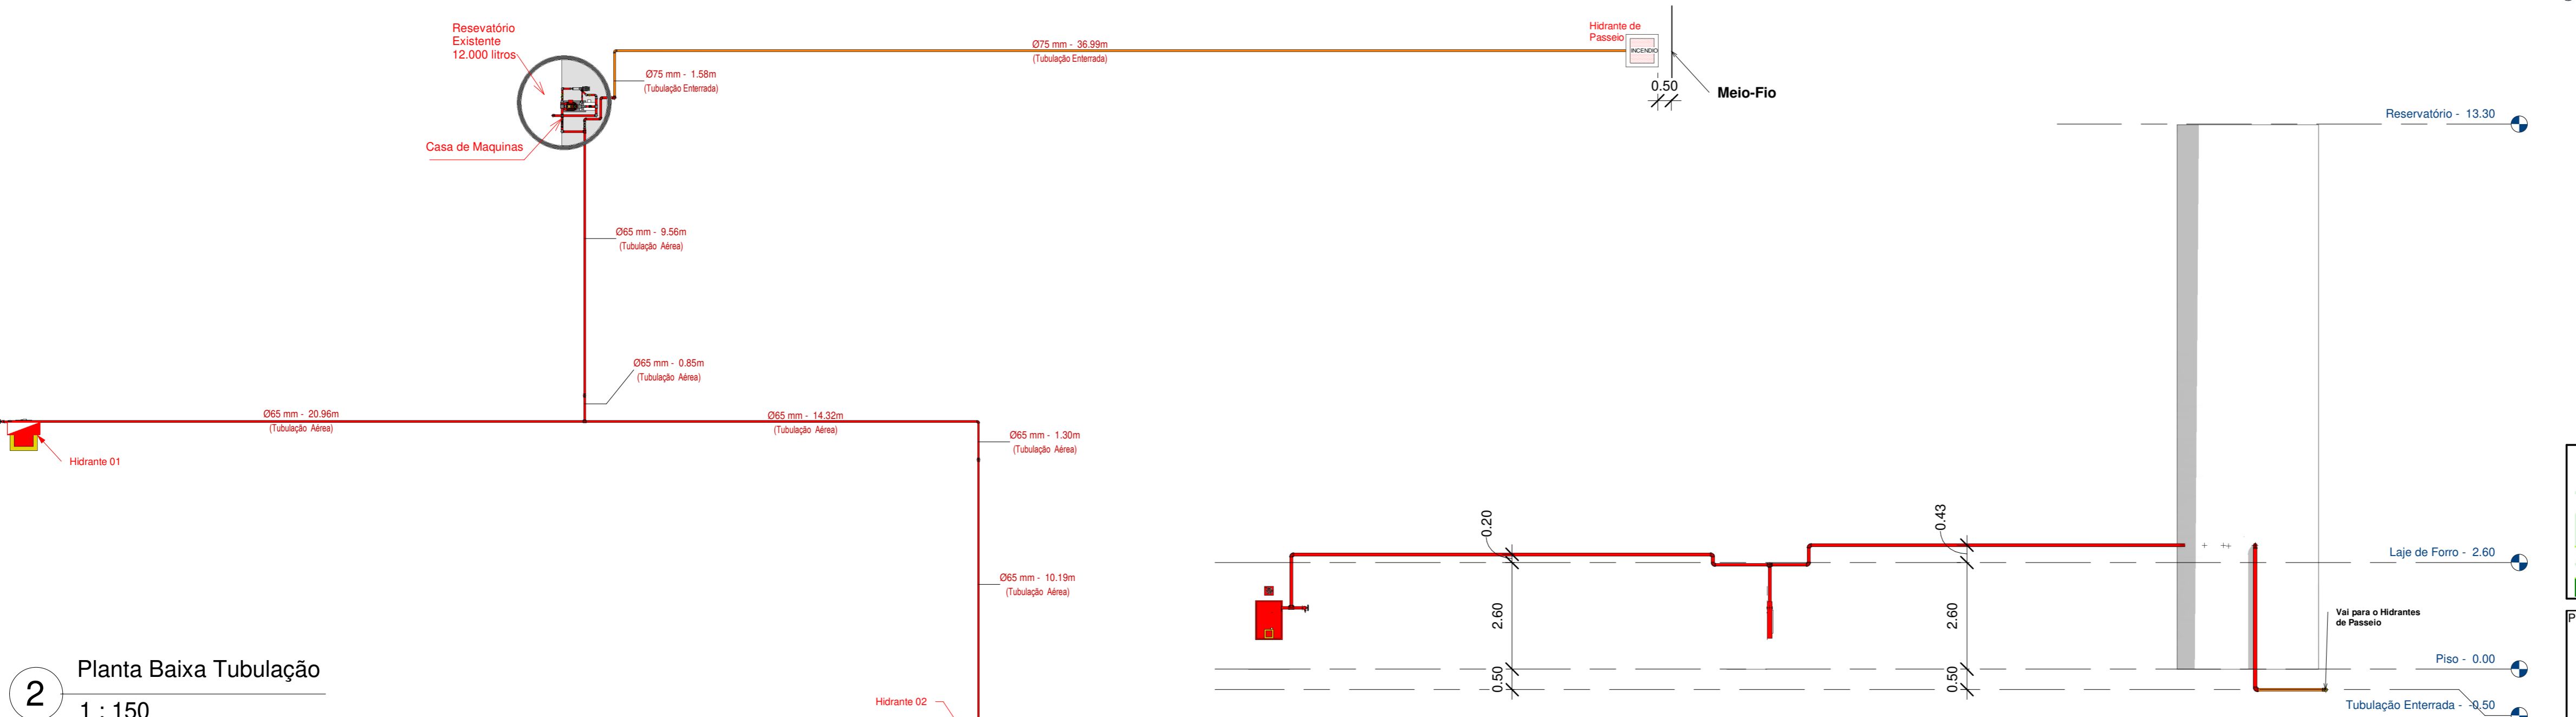 Resevatório
Existente
12.000 litros
Casa de Maquinas
Ø75 mm - 1.58m
(Tubulação Enterrada)
Ø75 mm - 36.99m
(Tubulação Enterrada)
Hidrante de
Passeio
INCENDIO
0.50
Meio-Fio
Ø65 mm - 9.56m
(Tubulação Aérea)
Ø65 mm - 0.85m
(Tubulação Aérea)
Ø65 mm - 20.96m
(Tubulação Aérea)
Ø65 mm - 14.32m
(Tubulação Aérea)
Hidrante 01
Ø65 mm - 1.30m
(Tubulação Aérea)
Ø65 mm - 10.19m
(Tubulação Aérea)
Hidrante 02
2
Planta Baixa Tubulação
1 : 150
Reservatório - 13.30
0.20
0.43
Laje de Forro - 2.60
2.60
2.60
Vai para o Hidrantes
de Passeio
Piso - 0.00
0.50
0.50
Tubulação Enterrada - -0.50
P